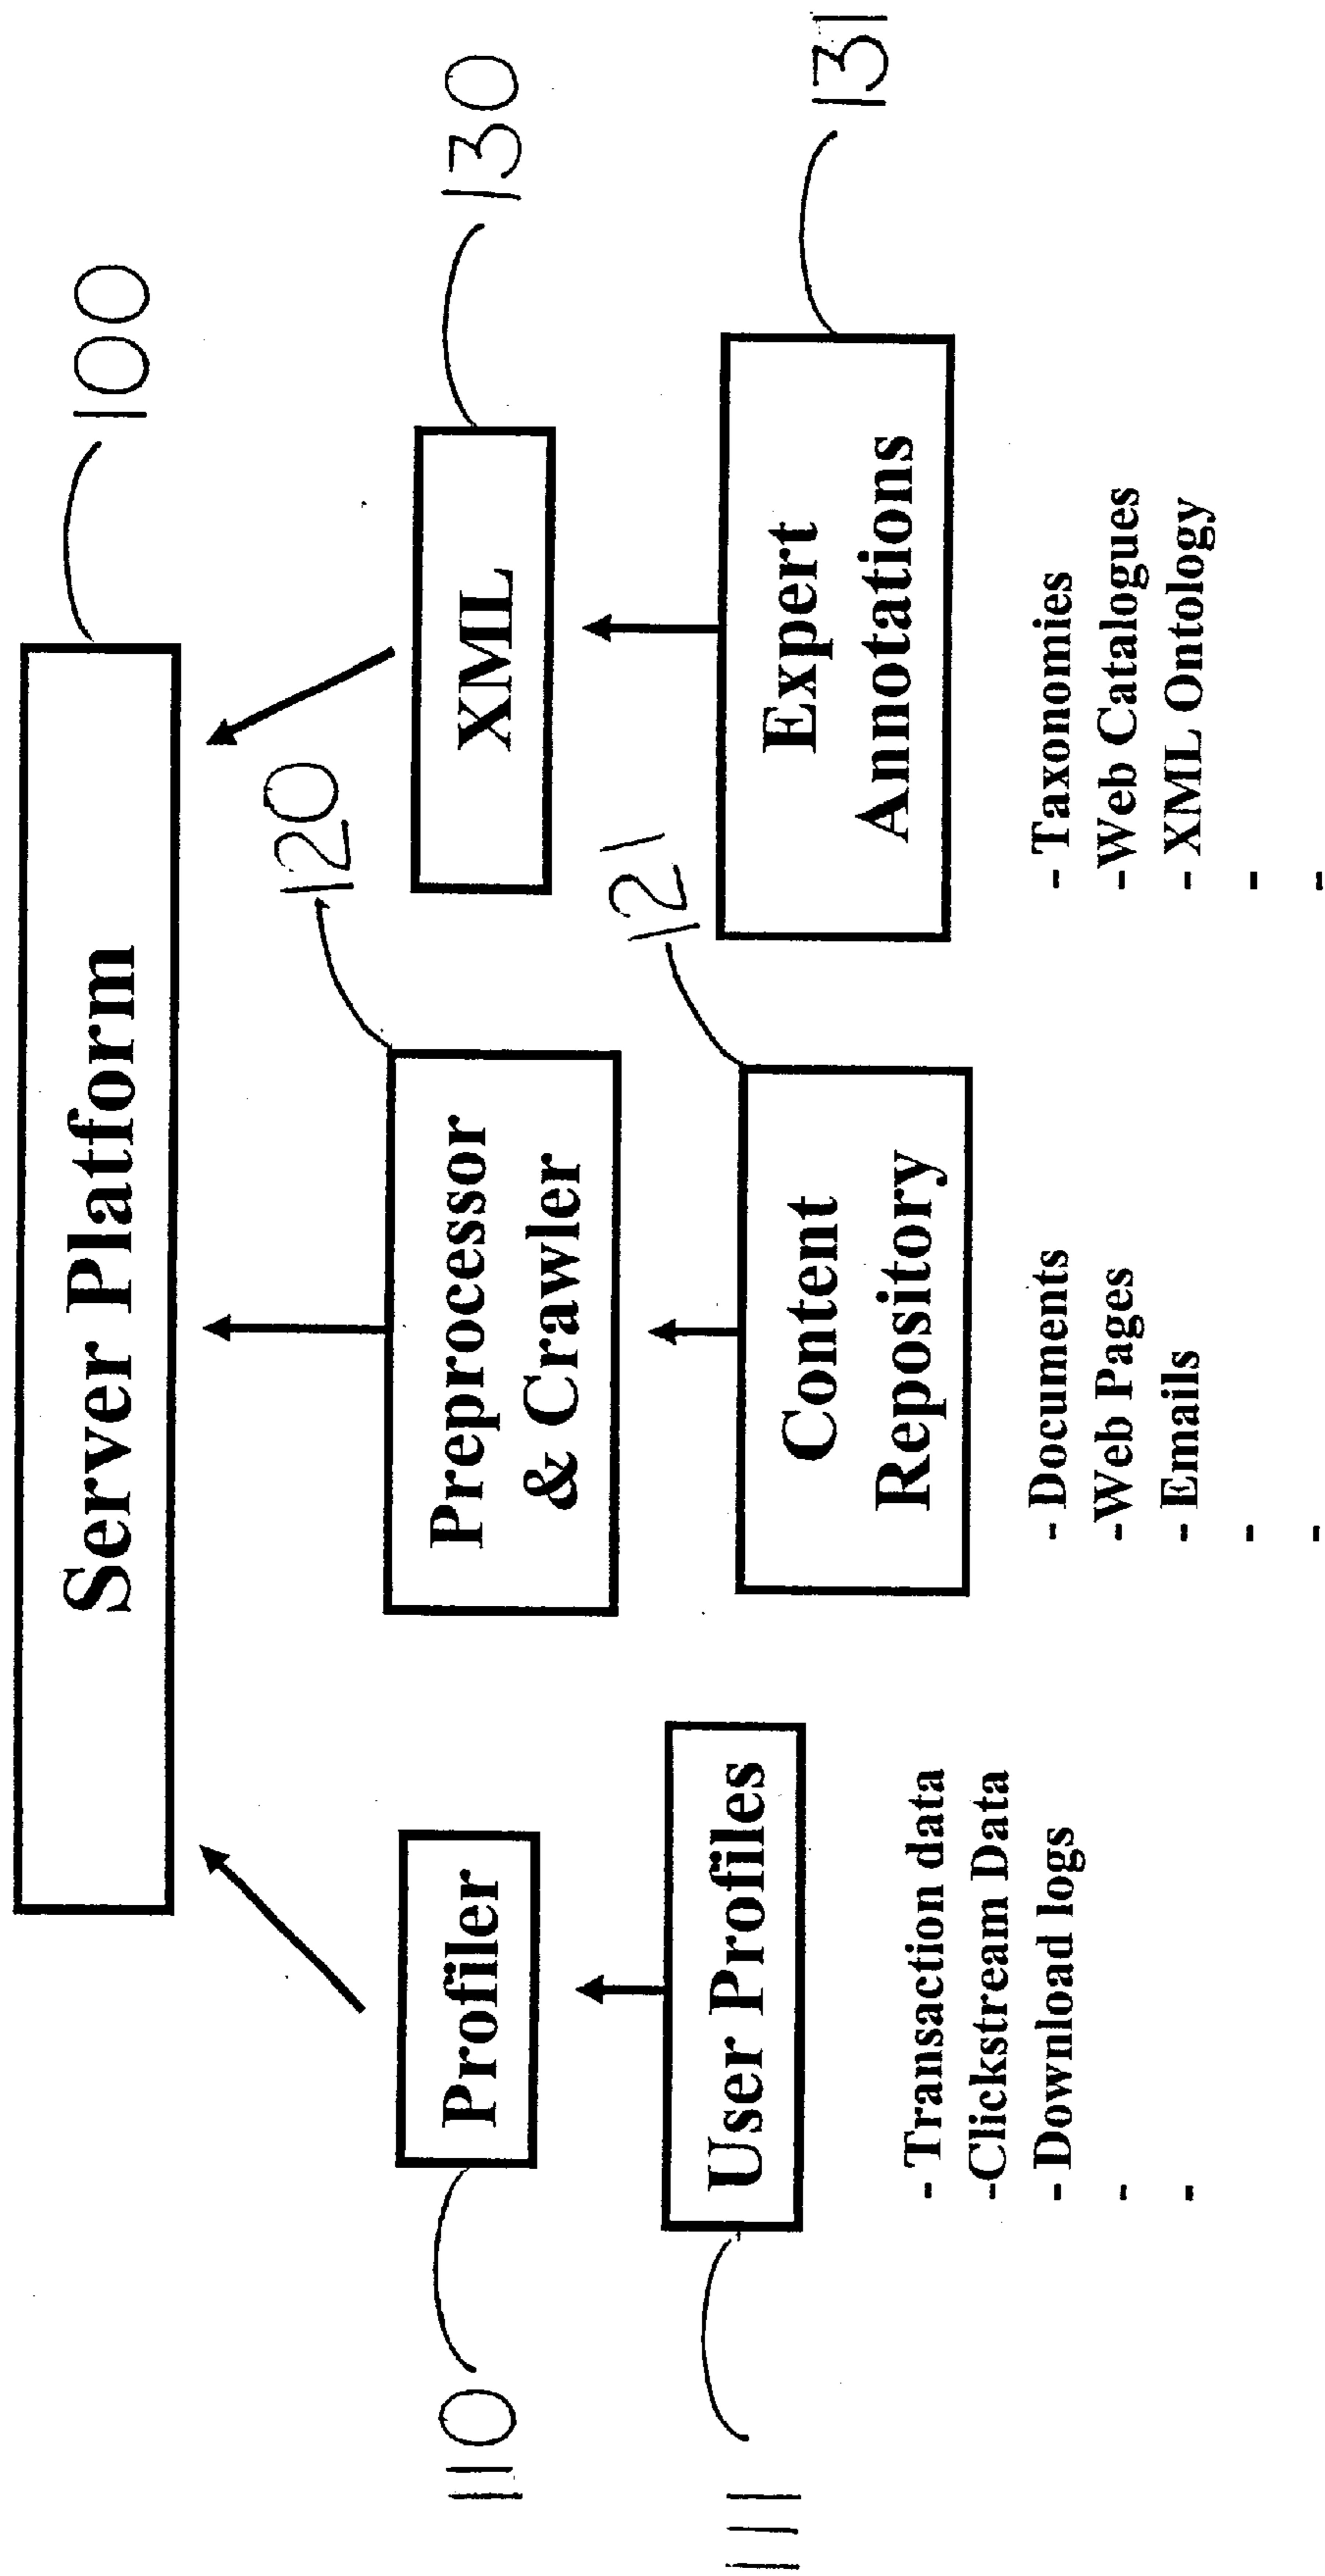 100
Server Platform
110
Profiler
120
Preprocessor
& Crawler
130
XML
111
User Profiles
- Transaction data
-Clickstream Data
- Download logs
-
-
121
Content
Repository
- Documents
-Web Pages
- Emails
-
-
131
Expert
Annotations
- Taxonomies
-Web Catalogues
- XML Ontology
-
-